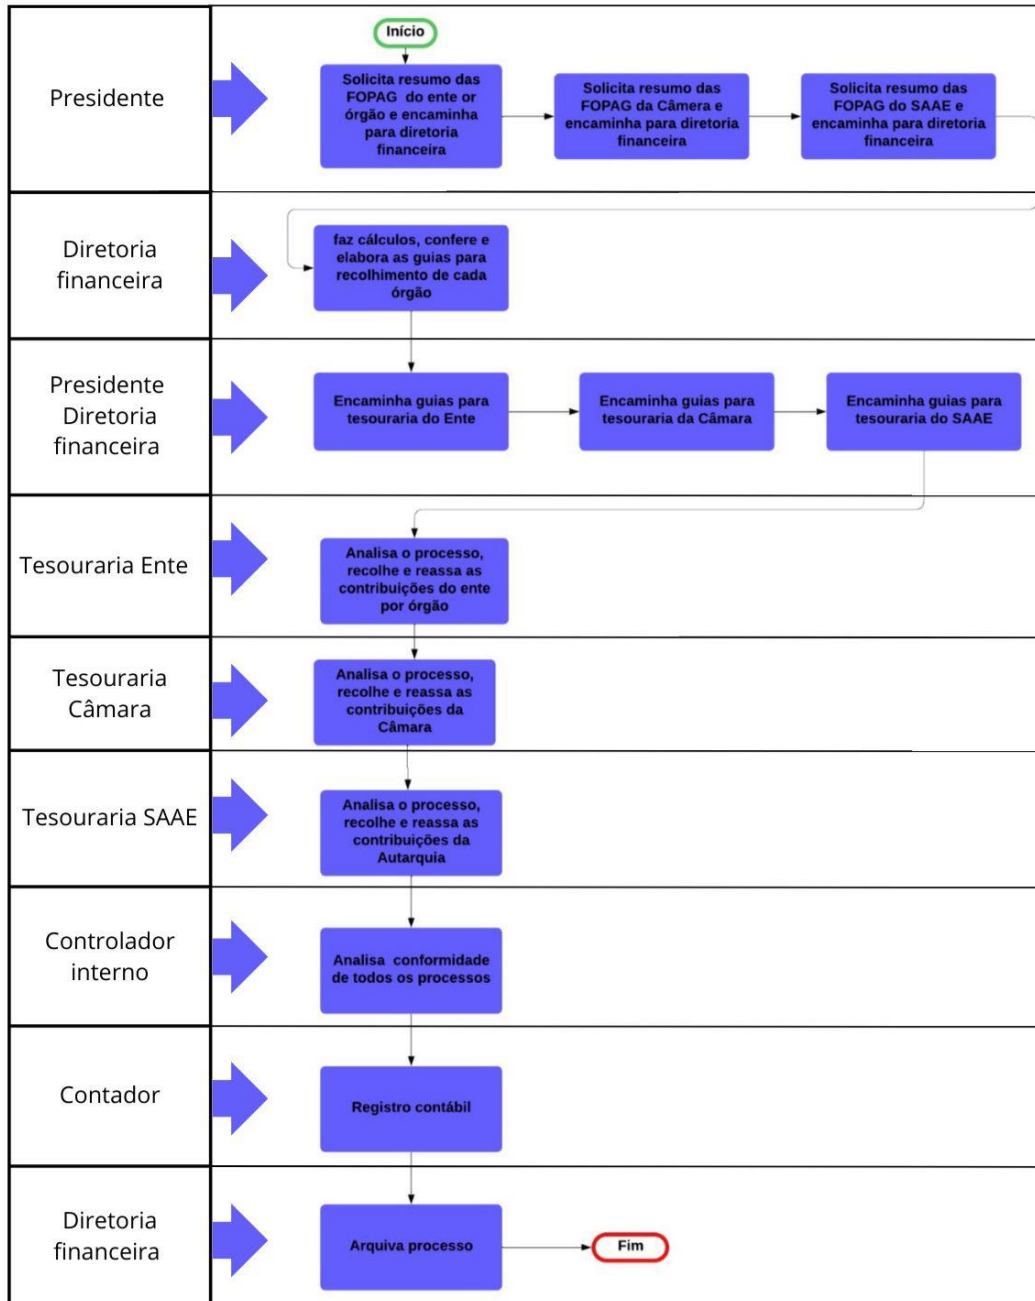 Presidente
Início
Solicita resumo das
FOPAG do ente or
órgão e encaminha
para diretoria
financeira
Solicita resumo das
FOPAG da Câmera e
encaminha para diretoria
financeira
Solicita resumo das
FOPAG do SAAE e
encaminha para diretoria
financeira
Diretoria
financeira
faz cálculos, confere e
elabora as guias para
recolhimento de cada
órgão
Presidente
Diretoria
financeira
Encaminha guias para
tesouraria do Ente
Encaminha guias para
tesouraria da Câmara
Encaminha guias para
tesouraria do SAAE
Tesouraria Ente
Analisa o processo,
recolhe e reassa as
contribuições do ente
por órgão
Tesouraria
Câmara
Analisa o processo,
recolhe e reassa as
contribuições da
Câmara
Tesouraria SAAE
Analisa o processo,
recolhe e reassa as
contribuições da
Autarquia
Controlador
interno
Analisa conformidade
de todos os processos
Contador
Registro contábil
Diretoria
financeira
Arquiva processo
Fim